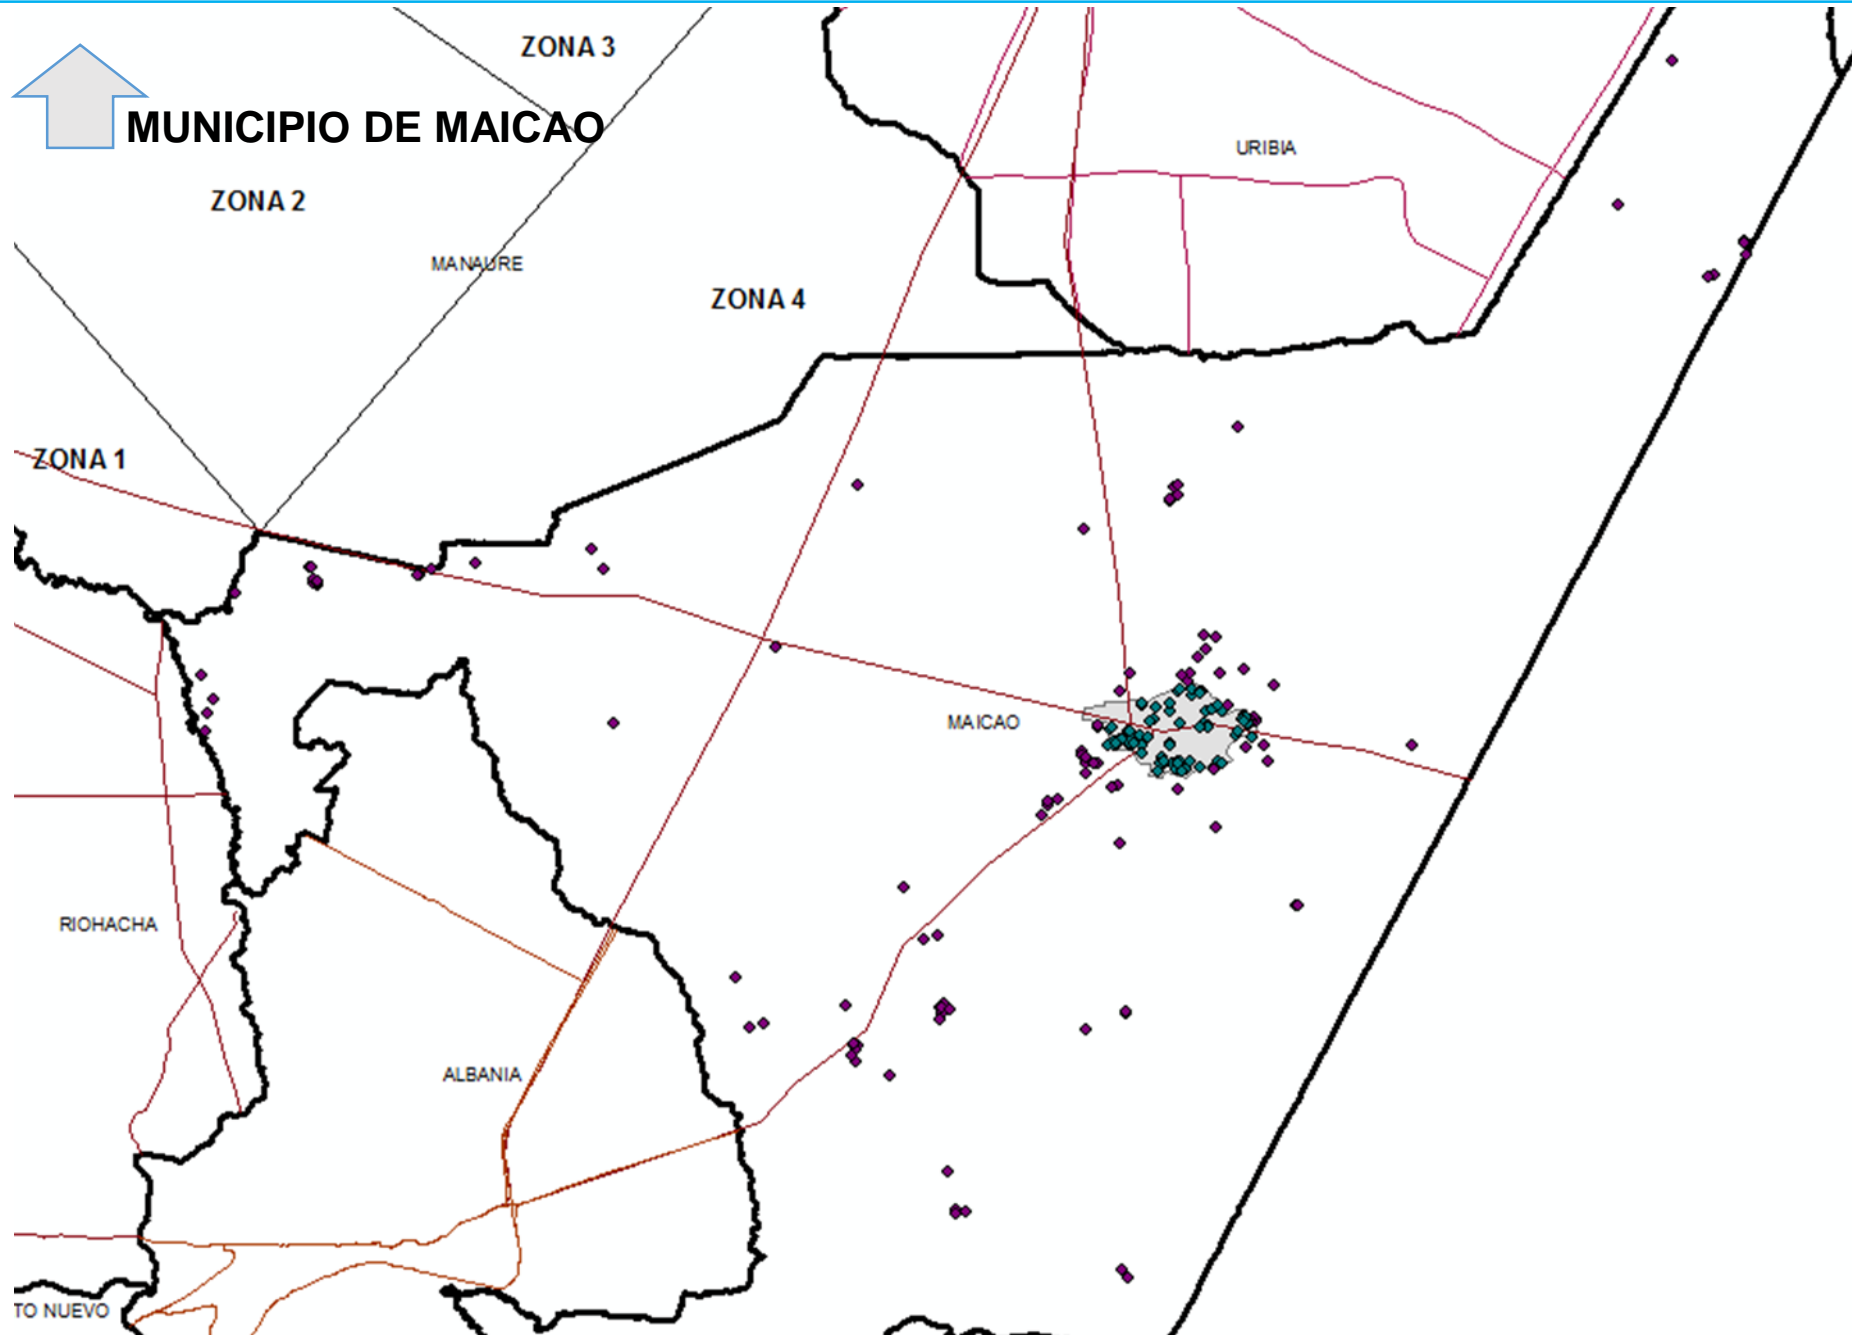 ZONA 3
MUNICIPIO DE MAICAO
URIBIA
ZONA 2
MANAURE
ZONA 4
ZONA 1
MAICAO
RIOHACHA
ALBANIA
TO NUEVO